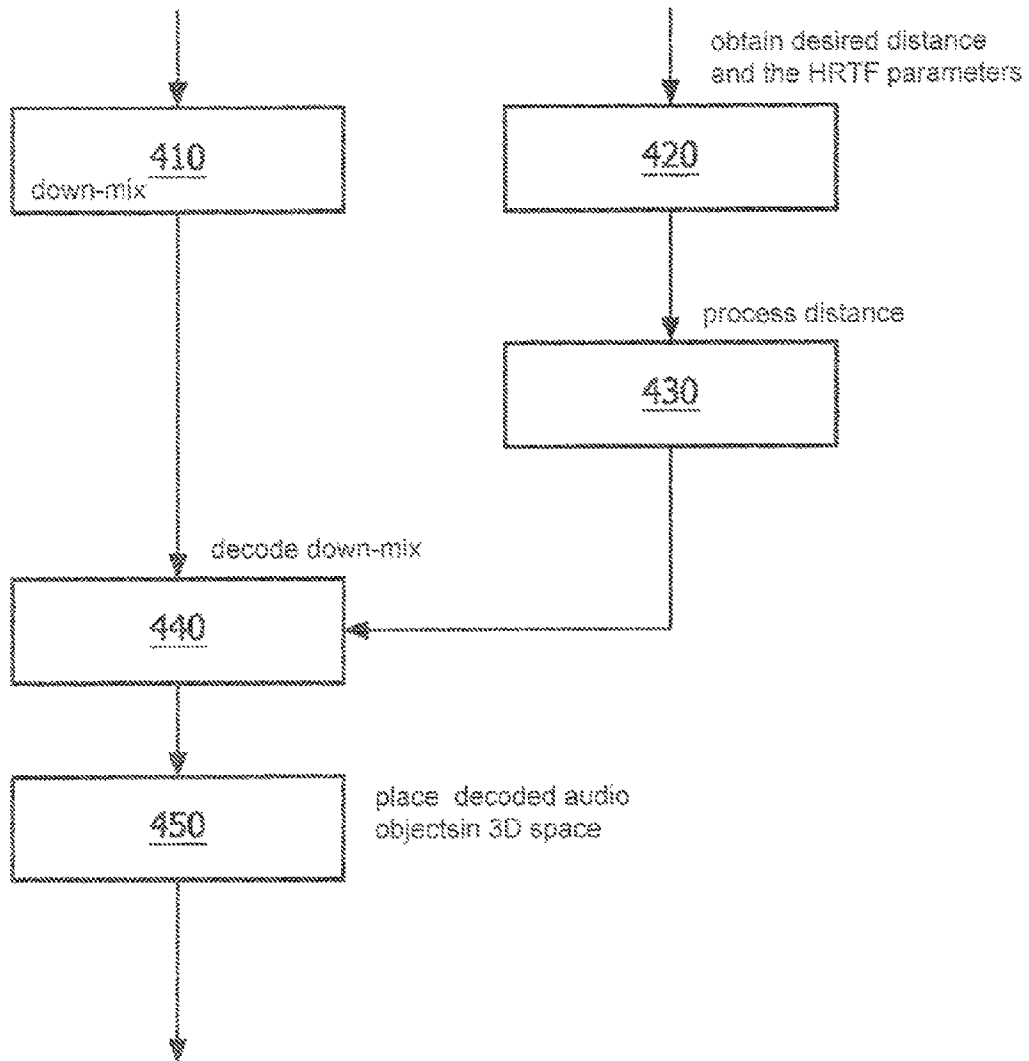 obtain desired distance
and the HRTF parameters
410
down-mix
420
process distance
430
decode down-mix
440
450
place decoded audio
objectsin 3D space